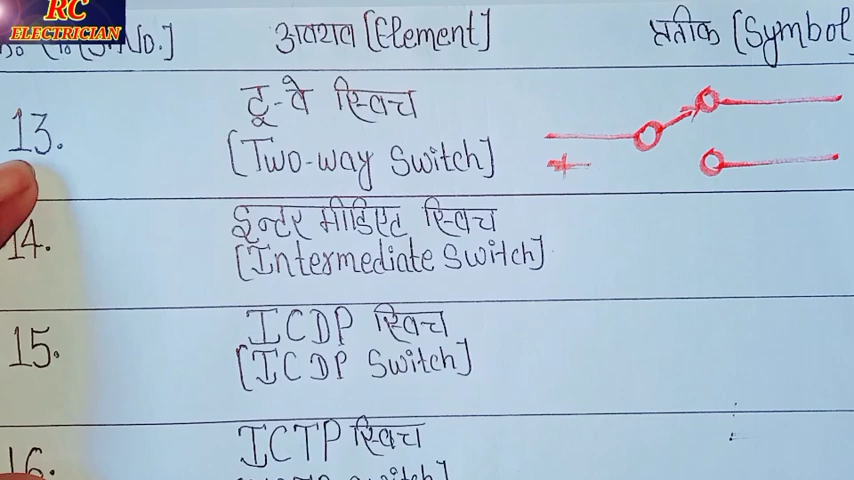 RC
ELECTRICIAN
No.] अवयव [Element] प्रतीक [Symbol
13. टू-वे स्विच
[Two-way Switch]
14. इन्टर मीडिएट स्विच
[Intermediate Switch]
15. ICDP स्विच
[ICDP Switch]
16. ICTP स्विच